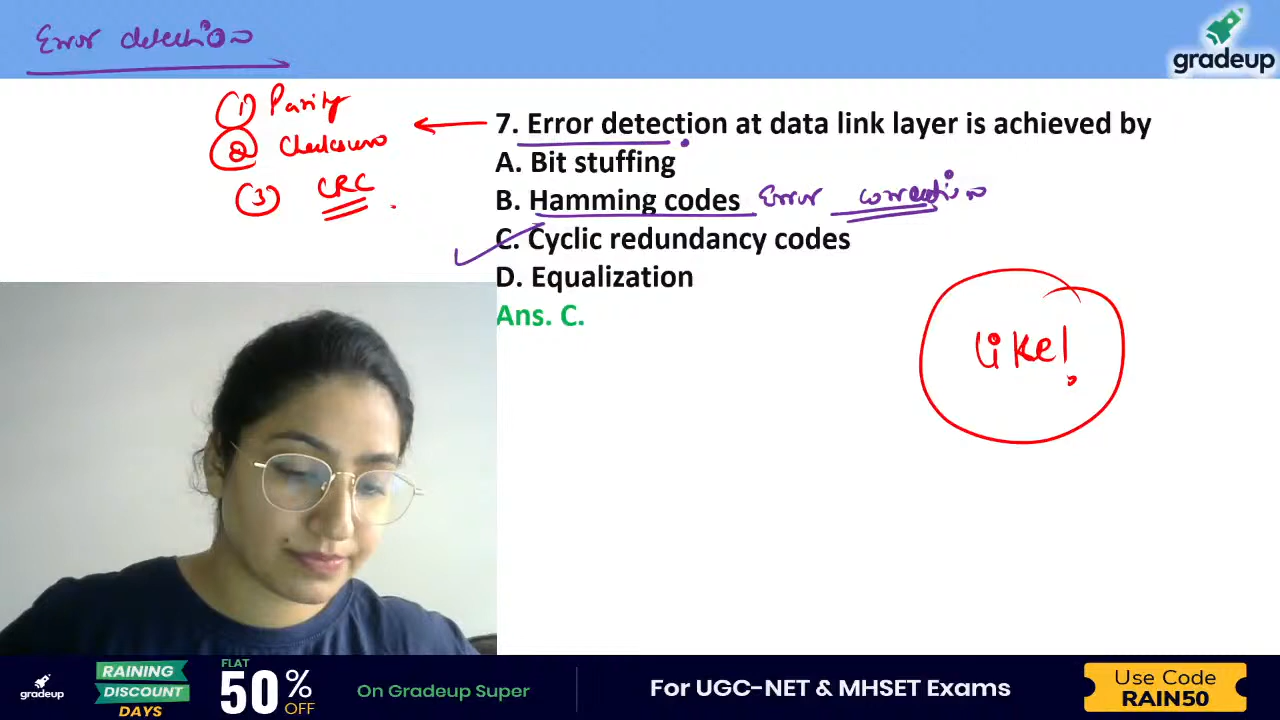 Error detection
gradeup
(1) Parity
(2) Checksum
(3) CRC
7. Error detection at data link layer is achieved by
A. Bit stuffing
B. Hamming codes Error correction
C. Cyclic redundancy codes
D. Equalization
Ans. C.
like!
gradeup
RAINING
DISCOUNT
DAYS
FLAT
50% OFF
On Gradeup Super
For UGC-NET & MHSET Exams
Use Code
RAIN50